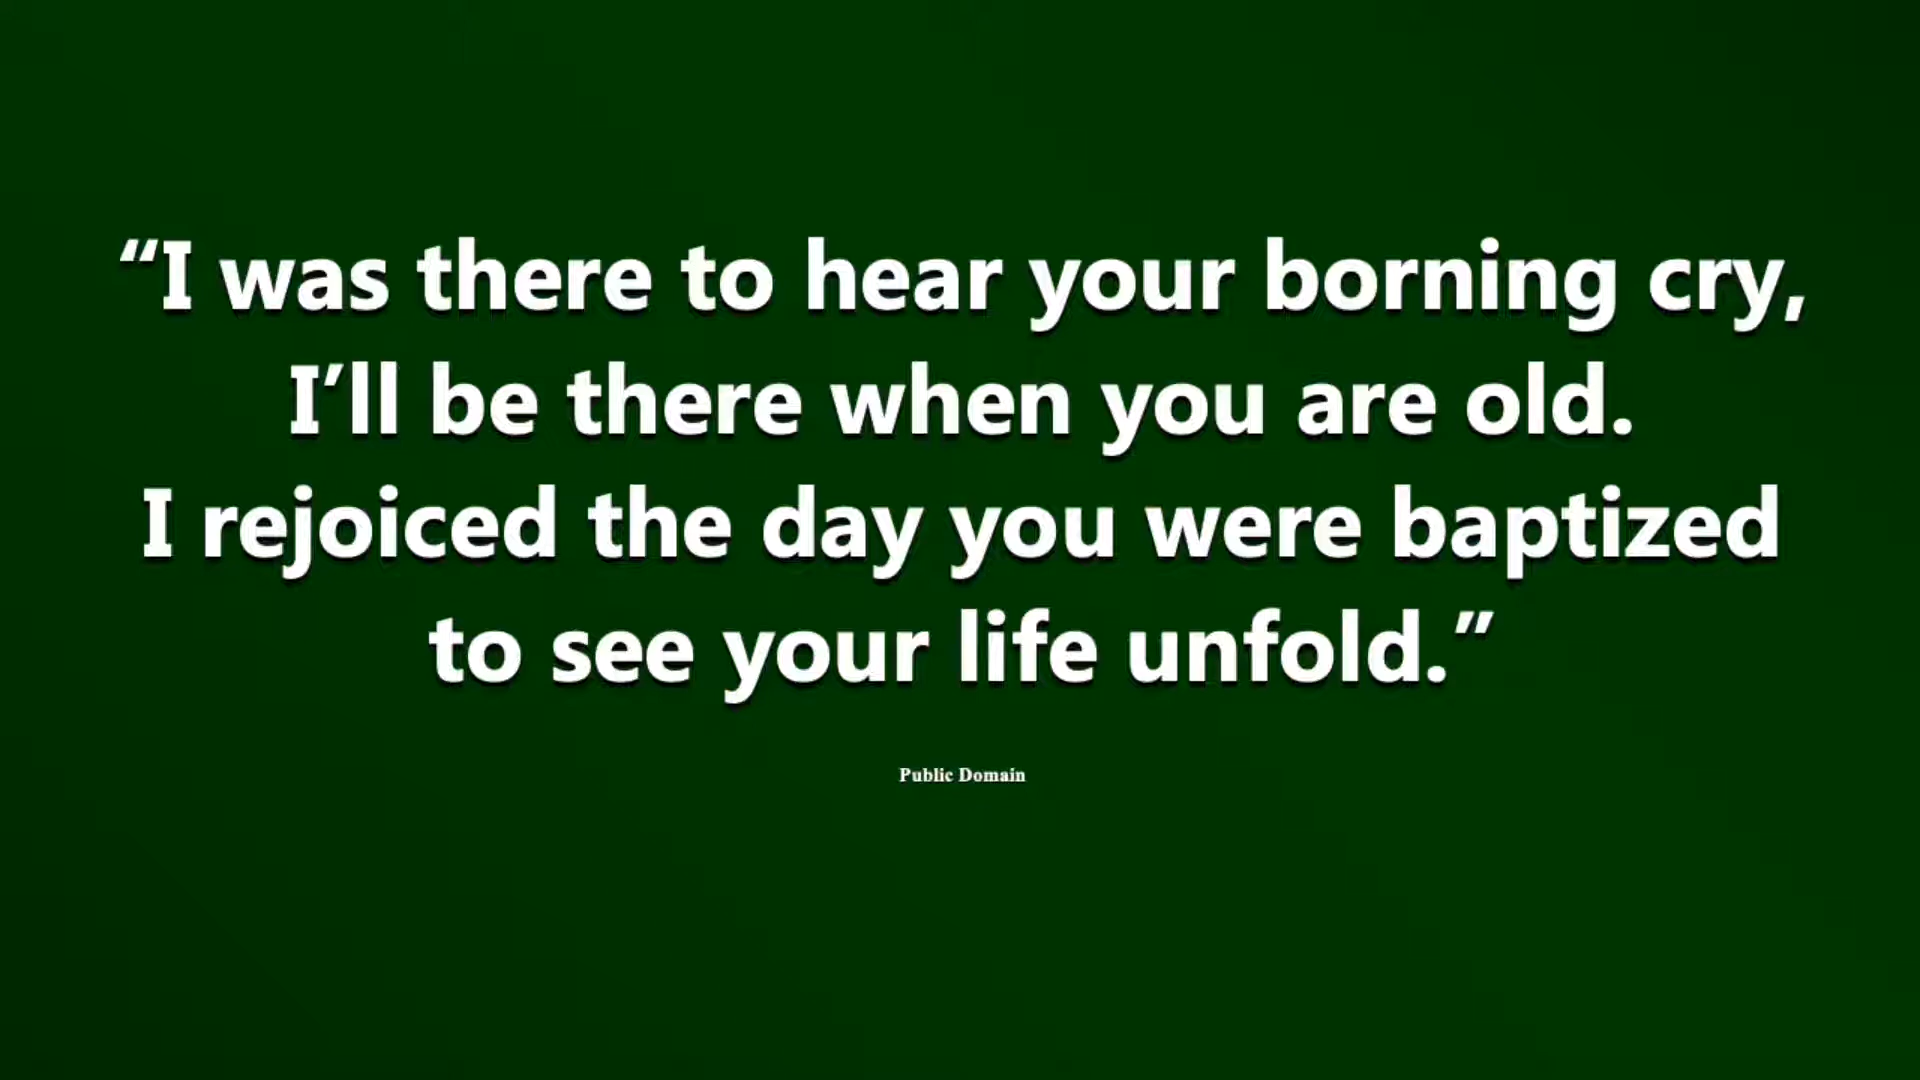 “I was there to hear your borning cry,
I’ll be there when you are old.
I rejoiced the day you were baptized
to see your life unfold.”
Public Domain